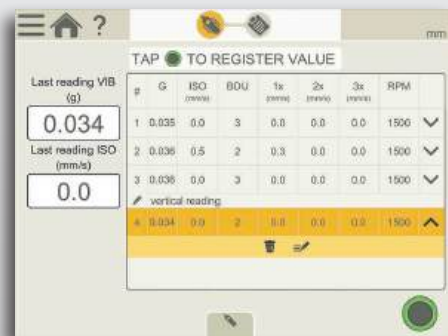 ?
mm
TAP TO REGISTER VALUE
Last reading VIB
(g)
0.034
Last reading ISO
(mm/s)
0.0
# G ISO BDU 1x 2x 3x RPM
(mm/s) (mm/s) (mm/s) (mm/s)
1 0.035 0.0 3 0.0 0.0 0.0 1500
2 0.036 0.5 2 0.3 0.0 0.0 1500
3 0.036 0.0 3 0.0 0.0 0.0 1500
vertical reading
4 0.034 0.0 2 0.0 0.0 0.0 1500